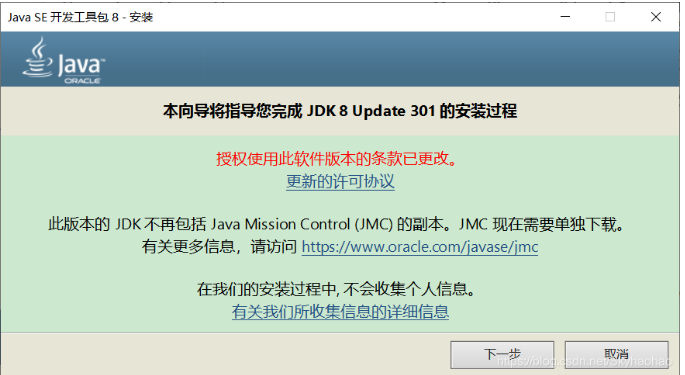 Java SE 开发工具包 8 - 安装
Java
ORACLE
本向导将指导您完成 JDK 8 Update 301 的安装过程
授权使用此软件版本的条款已更改。
更新的许可协议
此版本的 JDK 不再包括 Java Mission Control (JMC) 的副本。JMC 现在需要单独下载。
有关更多信息，请访问 https://www.oracle.com/javase/jmc
在我们的安装过程中, 不会收集个人信息。
有关我们所收集信息的详细信息
下一步
取消